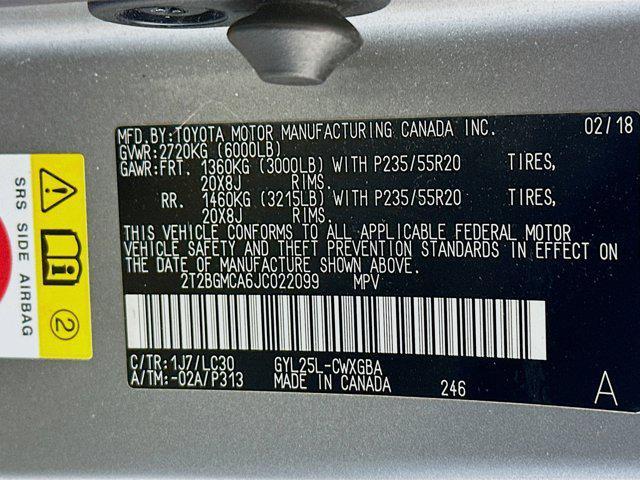 MFD.BY:TOYOTA MOTOR MANUFACTURING CANADA INC. 02/18
GVWR:2720KG (6000LB)
GAWR:FRT. 1360KG (3000LB) WITH P235/55R20 TIRES,
20X8J RIMS.
RR. 1460KG (3215LB) WITH P235/55R20 TIRES,
20X8J RIMS.
THIS VEHICLE CONFORMS TO ALL APPLICABLE FEDERAL MOTOR
VEHICLE SAFETY AND THEFT PREVENTION STANDARDS IN EFFECT ON
THE DATE OF MANUFACTURE SHOWN ABOVE.
2T2BGMCA6JC022099 MPV
C/TR:1J7/LC30 GYL25L-CWXGBA
A/TM:-02A/P313 MADE IN CANADA 246 A
SRS SIDE AIRBAG
2